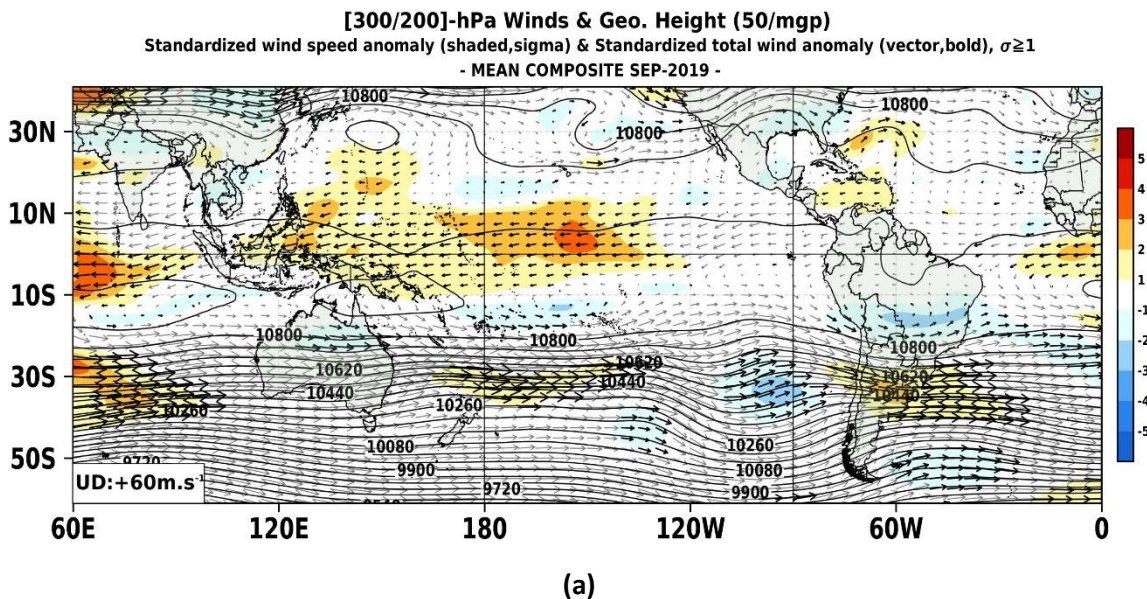 [300/200]-hPa Winds & Geo. Height (50/mgp)
Standardized wind speed anomaly (shaded,sigma) & Standardized total wind anomaly (vector,bold), σ≧1
- MEAN COMPOSITE SEP-2019 -
10800 10800
30N 10800
5
4
10N 3
2
1
10S -1
-2
10800 10800 10800 -3
10620 10620 10620 -4
30S 10440 10440 10440 -5
10260 10260
10080 10260
50S 9720 9900 10080
UD:+60m.s⁻¹ 9720 9900
60E 120E 180 120W 60W 0
(a)